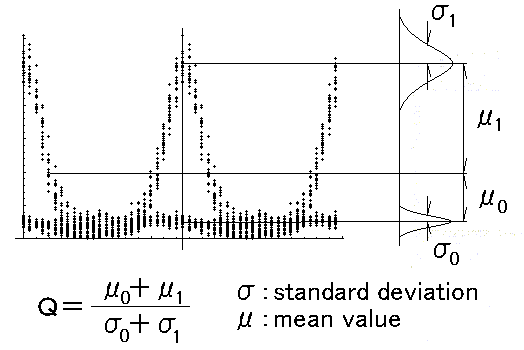 σ1
μ1
μ0
σ0
Q = μ0 + μ1 / σ0 + σ1
σ : standard deviation
μ : mean value